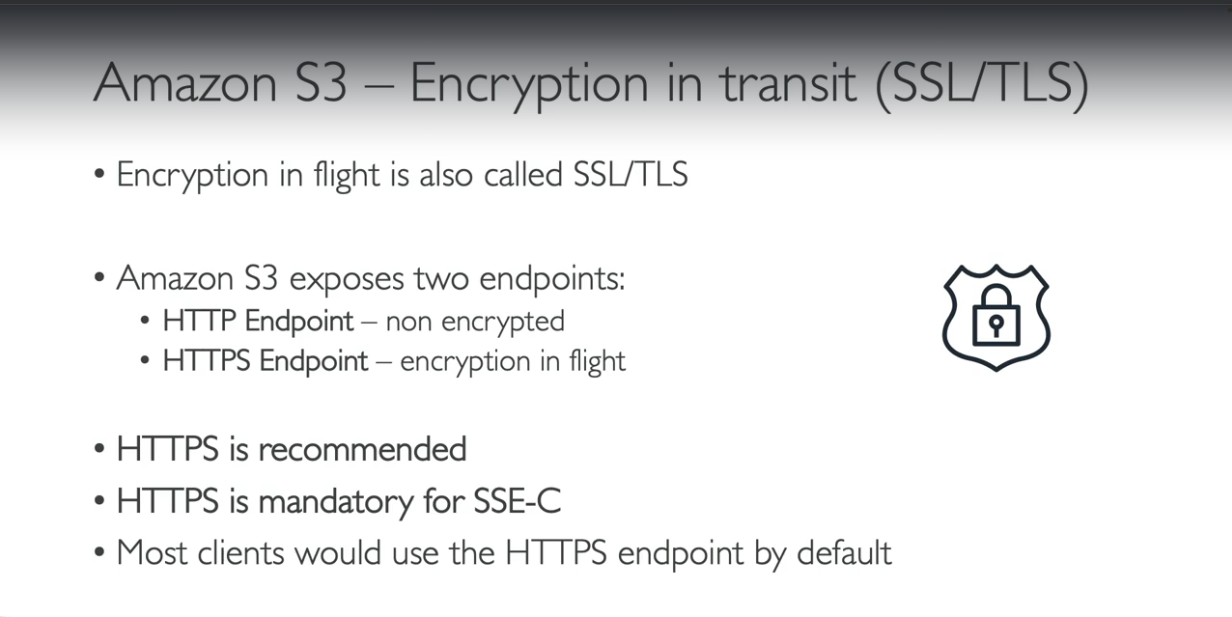 Amazon S3 – Encryption in transit (SSL/TLS)
• Encryption in flight is also called SSL/TLS
• Amazon S3 exposes two endpoints:
• HTTP Endpoint – non encrypted
• HTTPS Endpoint – encryption in flight
• HTTPS is recommended
• HTTPS is mandatory for SSE-C
• Most clients would use the HTTPS endpoint by default